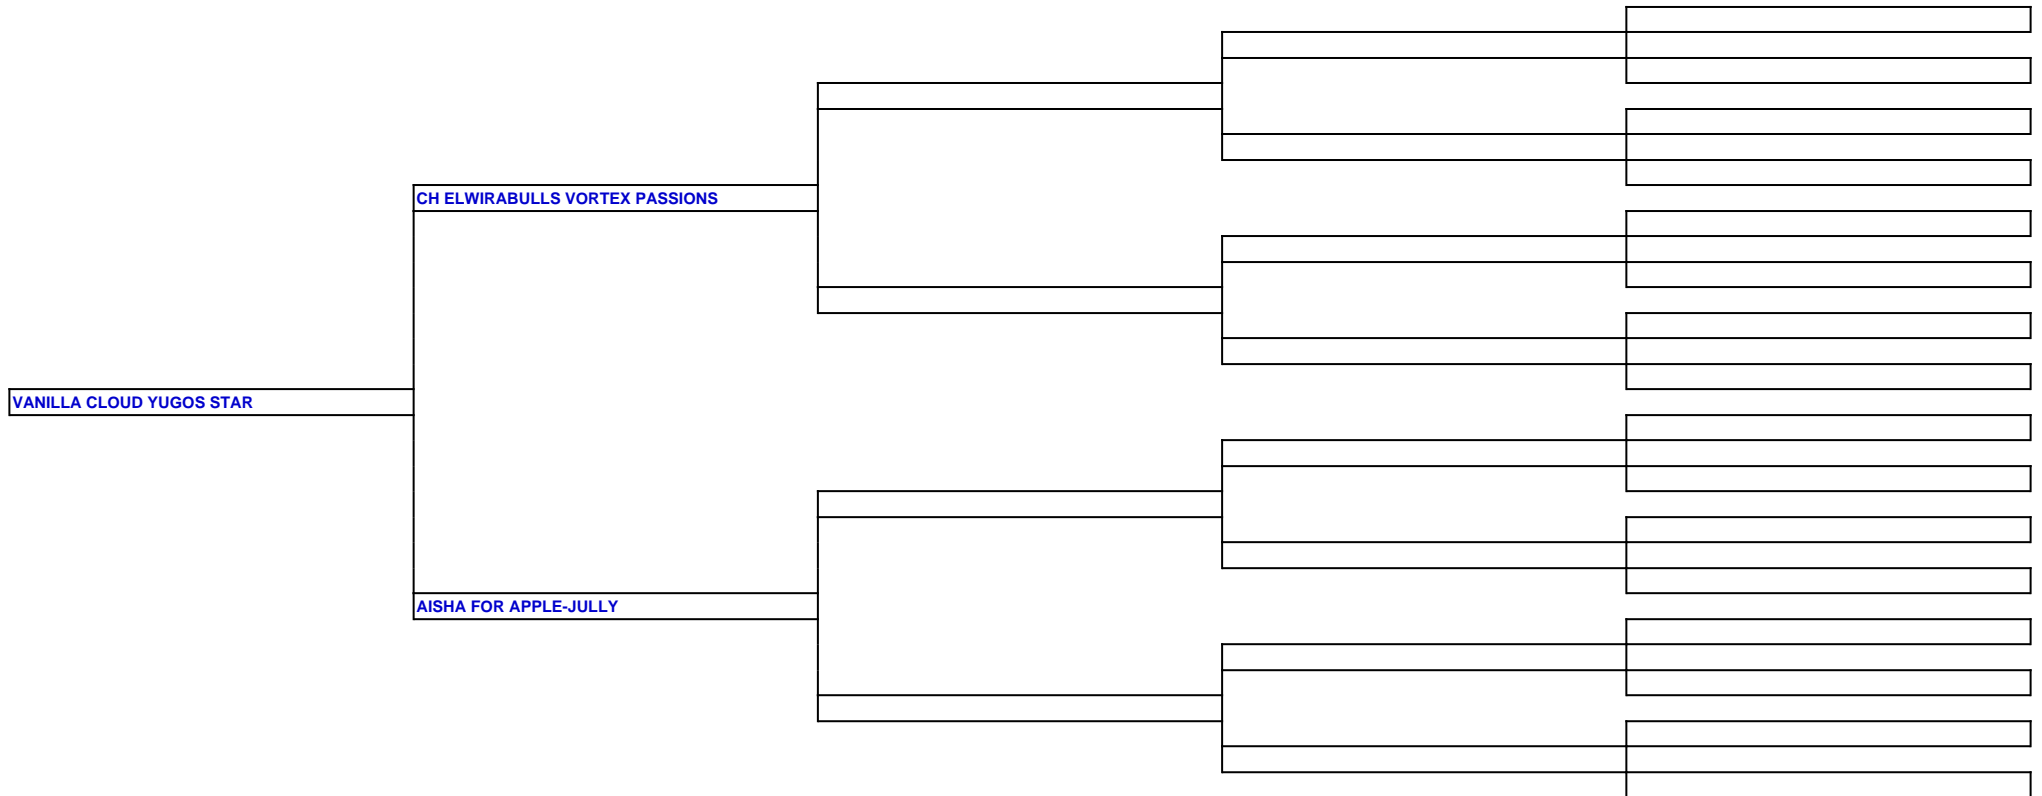 CH ELWIRABULLS VORTEX PASSIONS
VANILLA CLOUD YUGOS STAR
AISHA FOR APPLE-JULLY